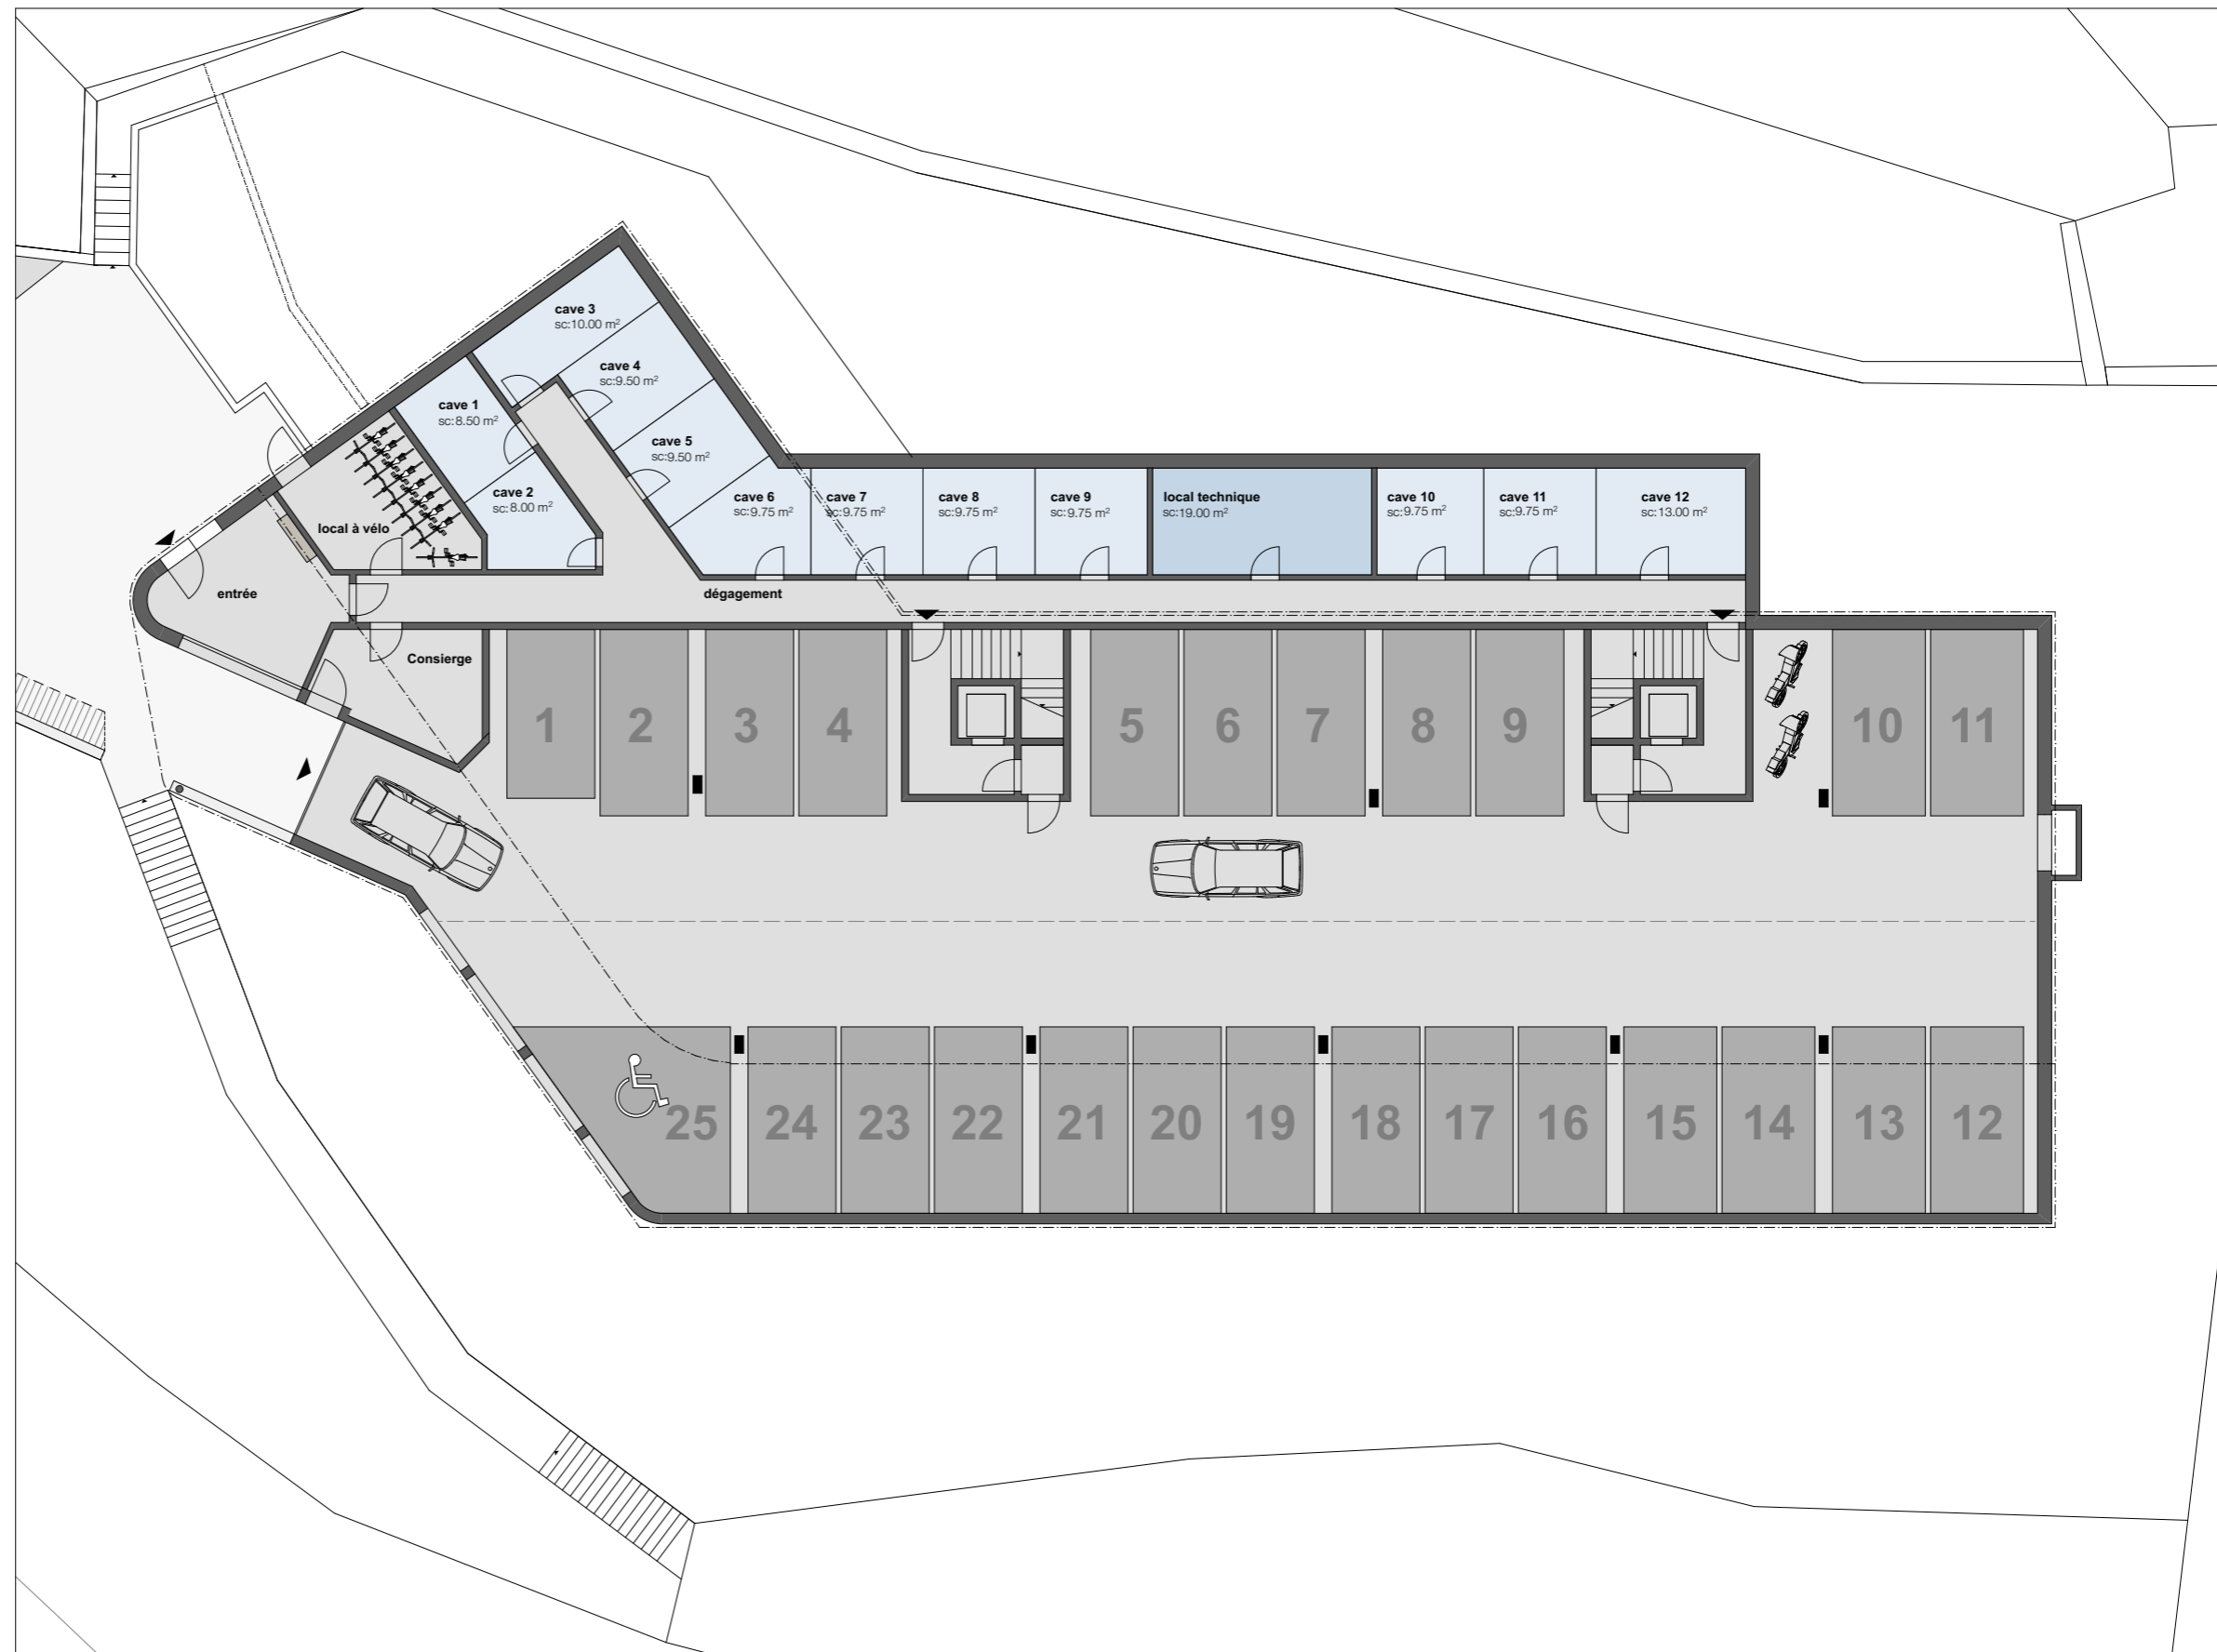 cave 3
sc:10.00 m²
cave 4
sc:9.50 m²
cave 1
sc:8.50 m²
cave 5
sc:9.50 m²
cave 2
sc:8.00 m²
cave 6
sc:9.75 m²
cave 7
sc:9.75 m²
cave 8
sc:9.75 m²
cave 9
sc:9.75 m²
local technique
sc:19.00 m²
cave 10
sc:9.75 m²
cave 11
sc:9.75 m²
cave 12
sc:13.00 m²
local à vélo
entrée
dégagement
Consierge
1
2
3
4
5
6
7
8
9
10
11
25
24
23
22
21
20
19
18
17
16
15
14
13
12